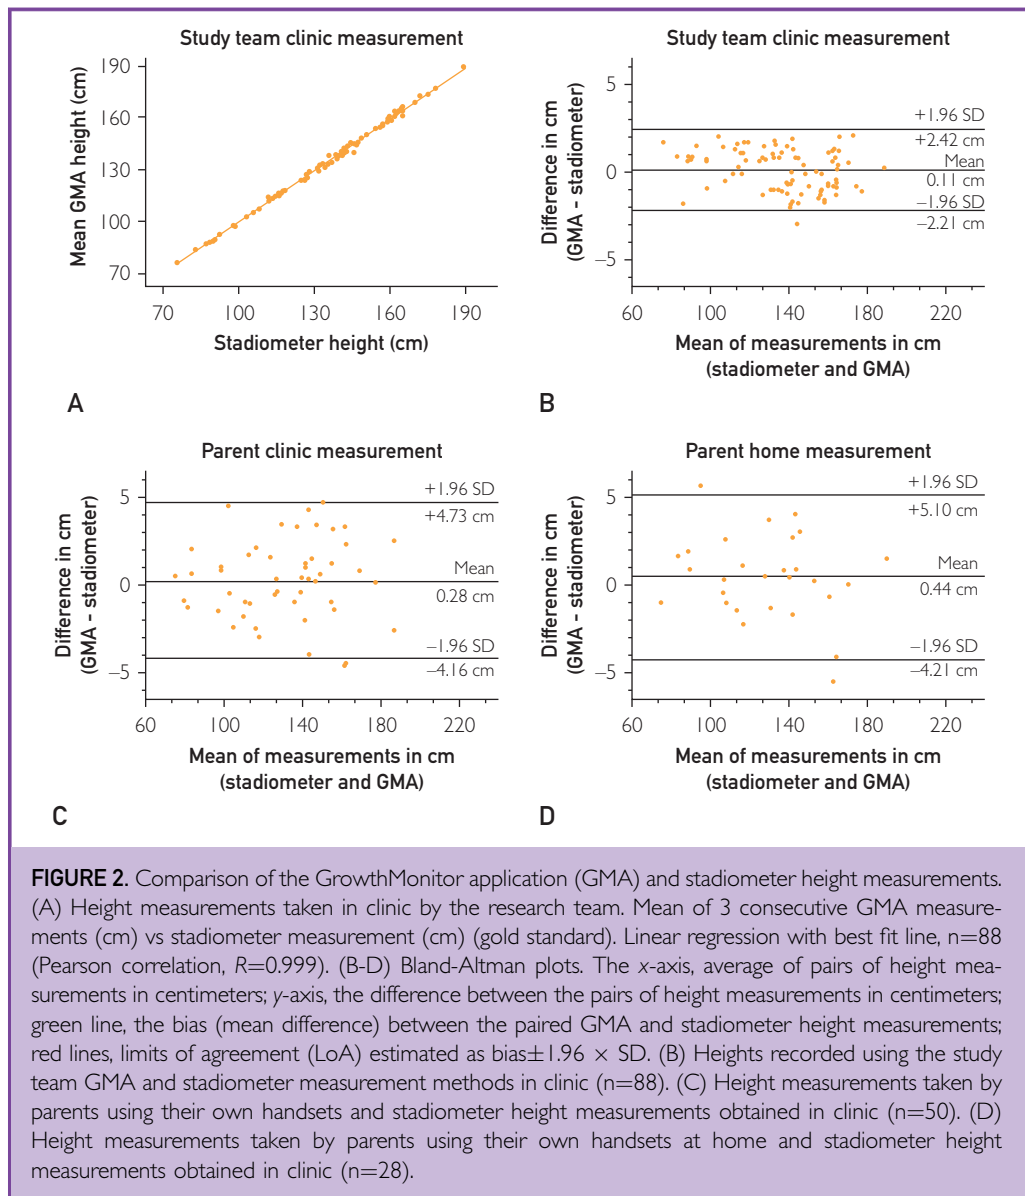 Study team clinic measurement
Mean GMA height (cm)
190
160
130
100
70
70 100 130 160 190
Stadiometer height (cm)
A
Study team clinic measurement
Difference in cm
(GMA - stadiometer)
5
0
−5
+1.96 SD
+2.42 cm
Mean
0.11 cm
−1.96 SD
−2.21 cm
60 100 140 180 220
Mean of measurements in cm
(stadiometer and GMA)
B
Parent clinic measurement
Difference in cm
(GMA - stadiometer)
5
0
−5
+1.96 SD
+4.73 cm
Mean
0.28 cm
−1.96 SD
−4.16 cm
60 100 140 180 220
Mean of measurements in cm
(stadiometer and GMA)
C
Parent home measurement
Difference in cm
(GMA - stadiometer)
5
0
−5
+1.96 SD
+5.10 cm
Mean
0.44 cm
−1.96 SD
−4.21 cm
60 100 140 180 220
Mean of measurements in cm
(stadiometer and GMA)
D
FIGURE 2. Comparison of the GrowthMonitor application (GMA) and stadiometer height measurements.
(A) Height measurements taken in clinic by the research team. Mean of 3 consecutive GMA measure-
ments (cm) vs stadiometer measurement (cm) (gold standard). Linear regression with best fit line, n=88
(Pearson correlation, R=0.999). (B-D) Bland-Altman plots. The x-axis, average of pairs of height mea-
surements in centimeters; y-axis, the difference between the pairs of height measurements in centimeters;
green line, the bias (mean difference) between the paired GMA and stadiometer height measurements;
red lines, limits of agreement (LoA) estimated as bias±1.96 × SD. (B) Heights recorded using the study
team GMA and stadiometer measurement methods in clinic (n=88). (C) Height measurements taken by
parents using their own handsets and stadiometer height measurements obtained in clinic (n=50). (D)
Height measurements taken by parents using their own handsets at home and stadiometer height
measurements obtained in clinic (n=28).